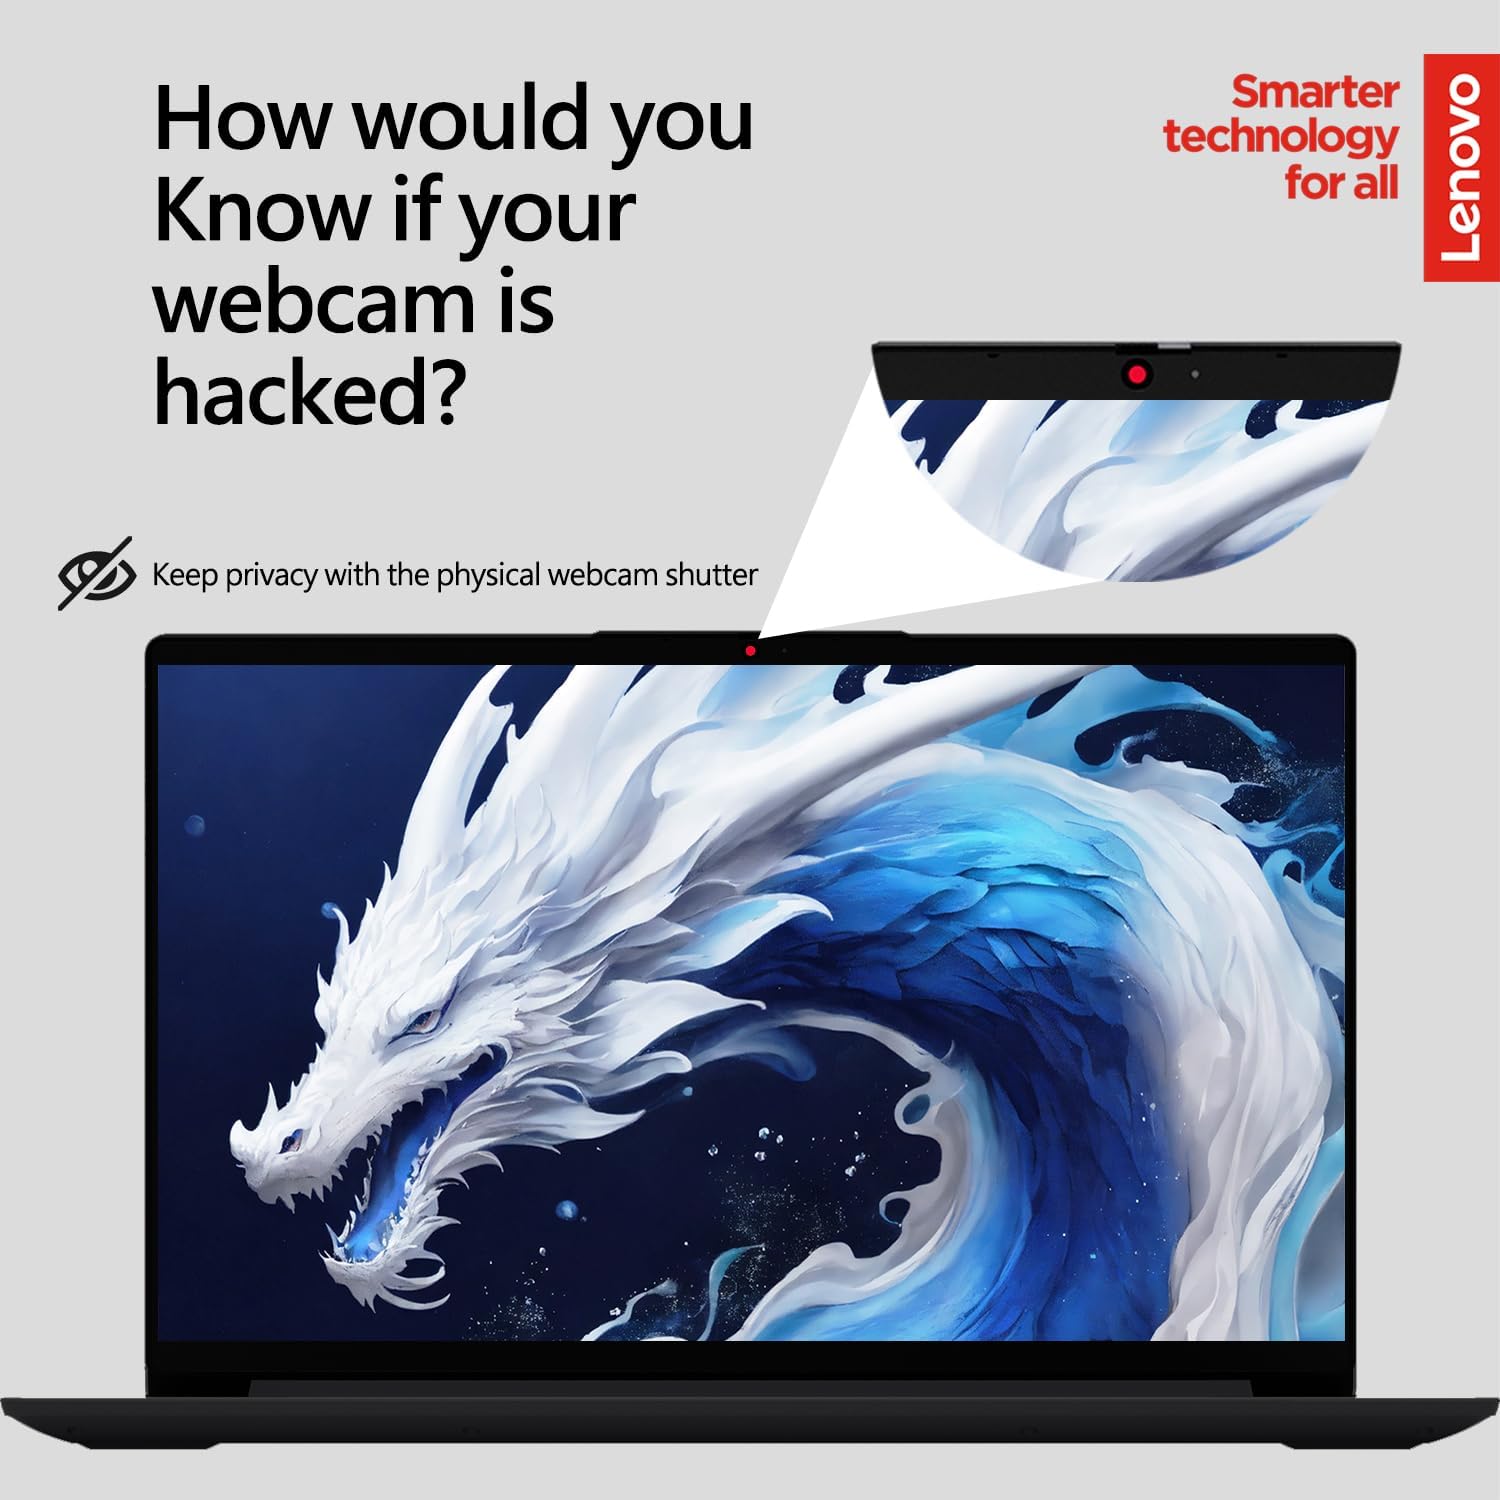 How would you
Know if your
webcam is
hacked?
Smarter
technology
for all
Lenovo
Keep privacy with the physical webcam shutter